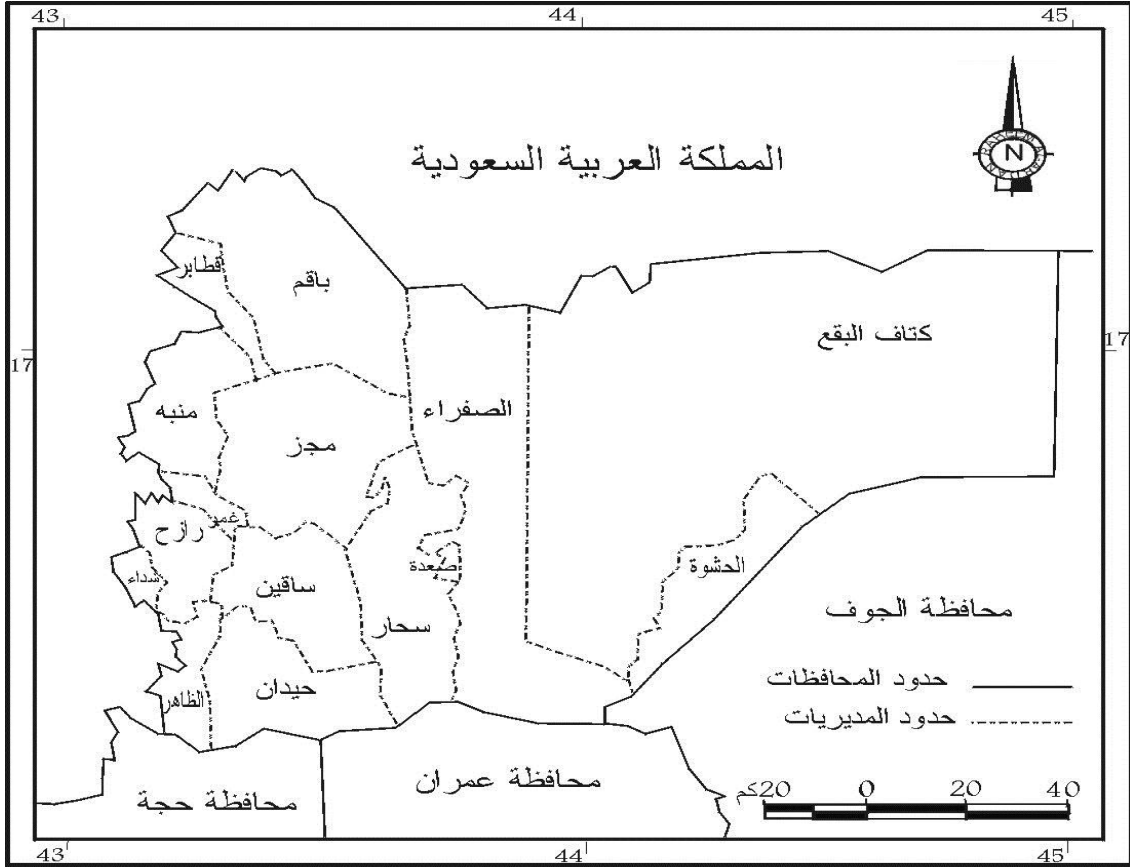 43 44 45
المملكة العربية السعودية
N
قطابر
باقم
كتاف البقع
17 17
الصفراء
منبه
مجز
غمر
رازح
صعدة
الحشوة
شداء
ساقين
سحار
محافظة الجوف
حيدان
الظاهر
حدود المحافظات
حدود المديريات
محافظة عمران
محافظة حجة
كم20 0 20 40
43 44 45